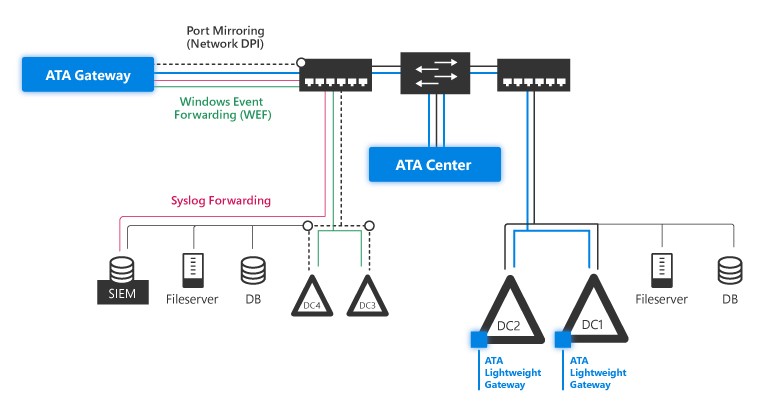 Port Mirroring
(Network DPI)
ATA Gateway
Windows Event
Forwarding (WEF)
ATA Center
Syslog Forwarding
SIEM
Fileserver
DB
DC4
DC3
DC2
DC1
Fileserver
DB
ATA
Lightweight
Gateway
ATA
Lightweight
Gateway